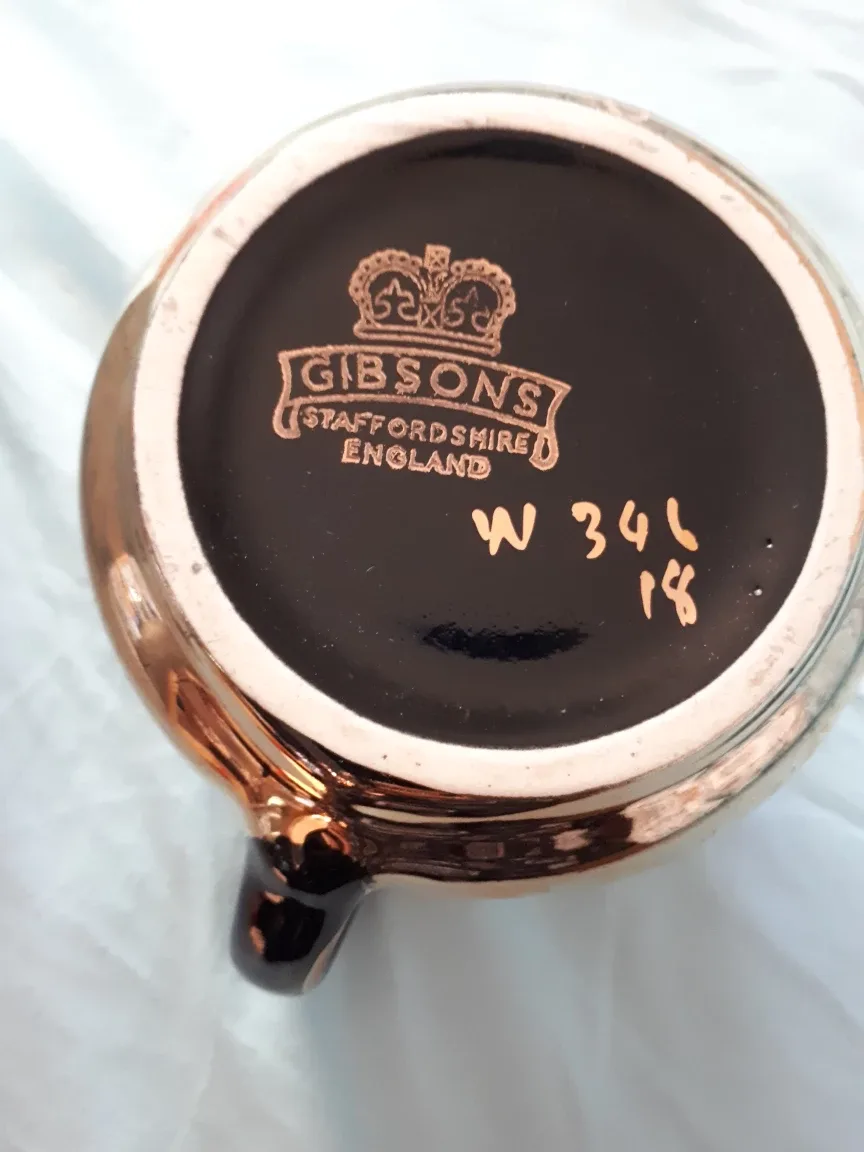 GIBSONS
STAFFORDSHIRE
ENGLAND
W 346
18